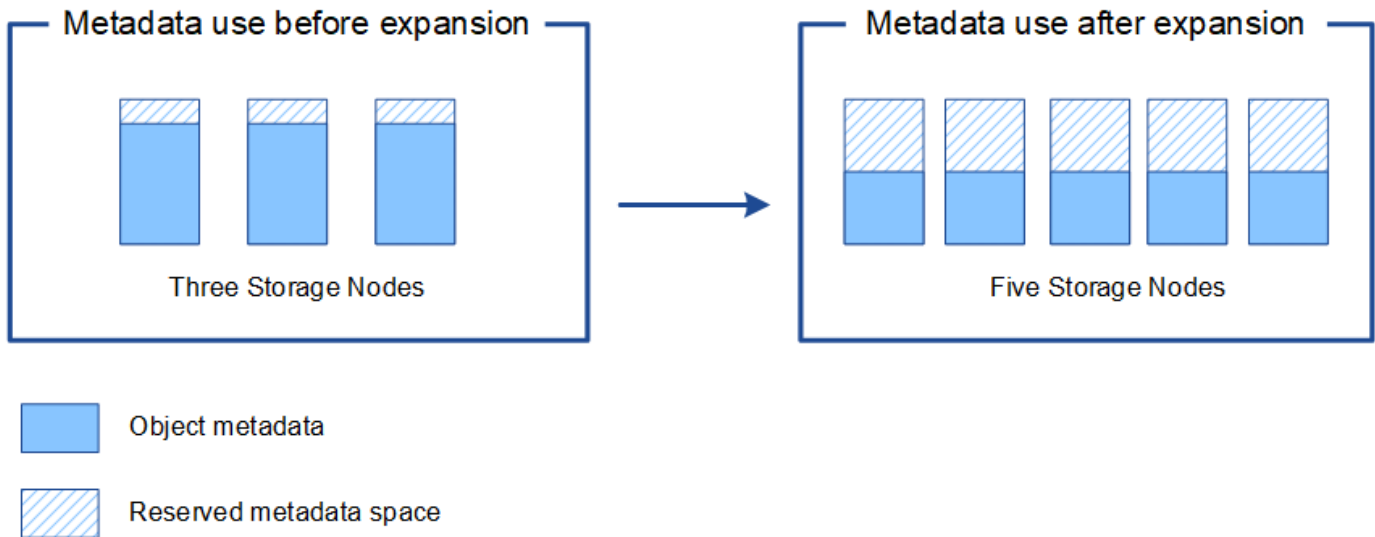 Metadata use before expansion
Metadata use after expansion
Three Storage Nodes
Five Storage Nodes
Object metadata
Reserved metadata space